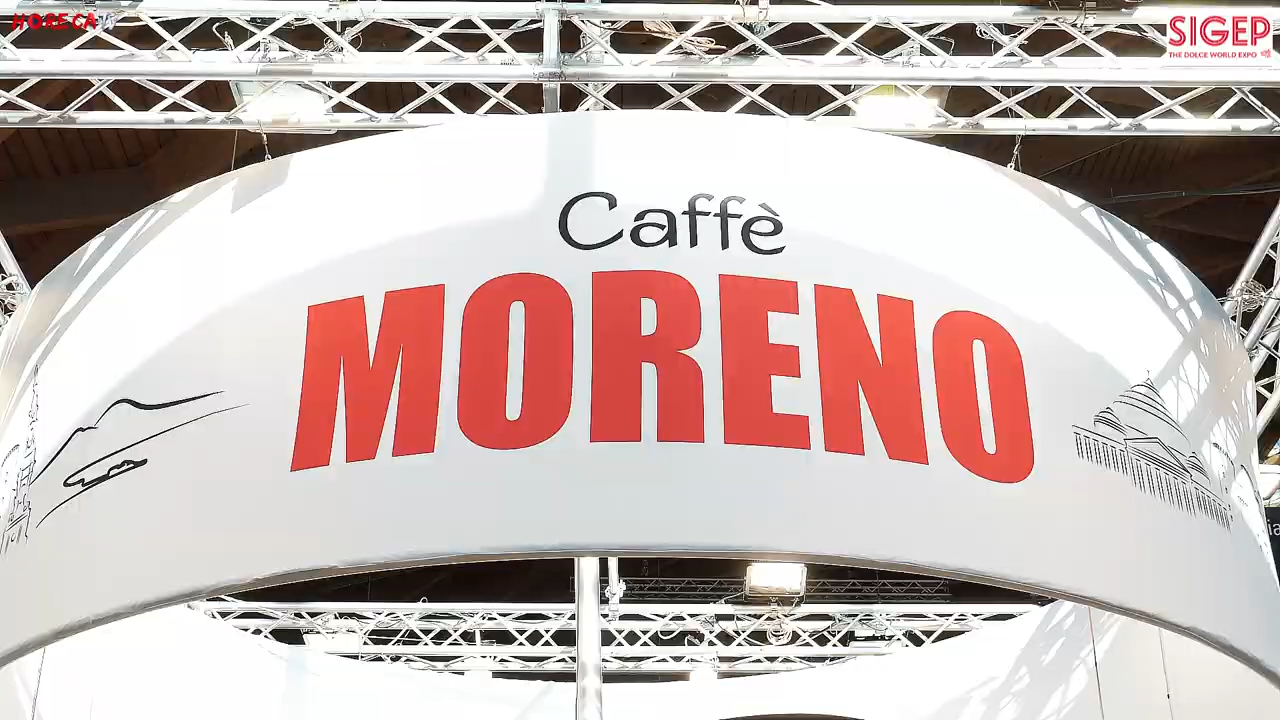 HORECA
SIGEP
THE DOLCE WORLD EXPO
Caffè
MORENO